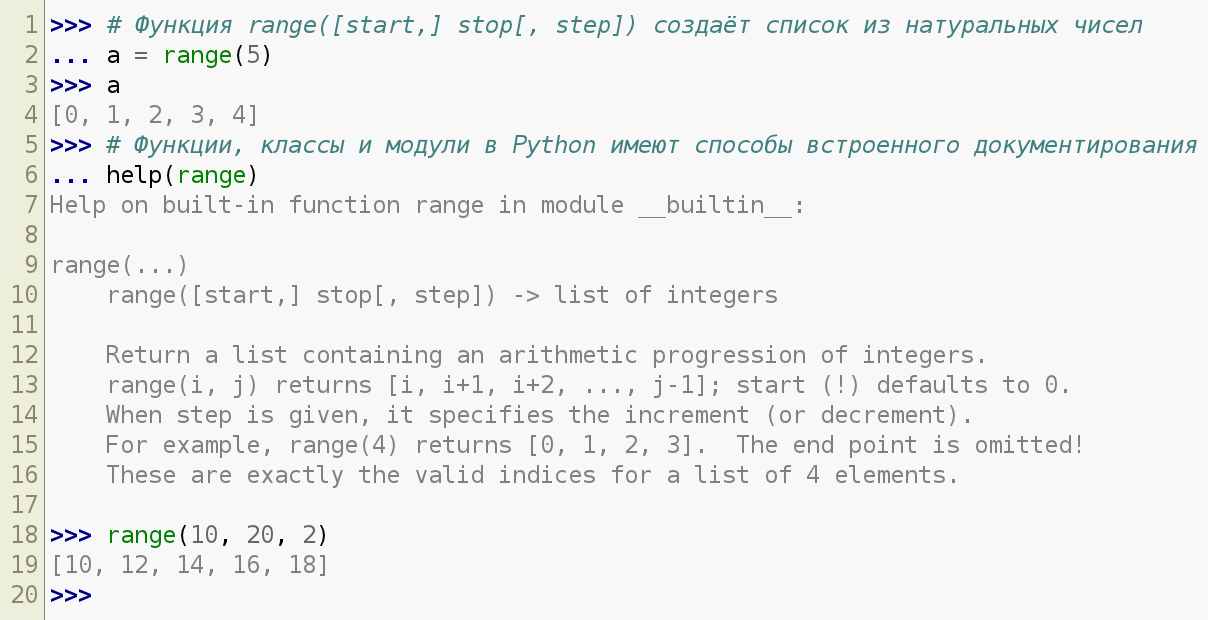 1 >>> # Функция range([start,] stop[, step]) создаёт список из натуральных чисел
2 ... a = range(5)
3 >>> a
4 [0, 1, 2, 3, 4]
5 >>> # Функции, классы и модули в Python имеют способы встроенного документирования
6 ... help(range)
7 Help on built-in function range in module __builtin__:
8
9 range(...)
10     range([start,] stop[, step]) -> list of integers
11
12     Return a list containing an arithmetic progression of integers.
13     range(i, j) returns [i, i+1, i+2, ..., j-1]; start (!) defaults to 0.
14     When step is given, it specifies the increment (or decrement).
15     For example, range(4) returns [0, 1, 2, 3].  The end point is omitted!
16     These are exactly the valid indices for a list of 4 elements.
17
18 >>> range(10, 20, 2)
19 [10, 12, 14, 16, 18]
20 >>>